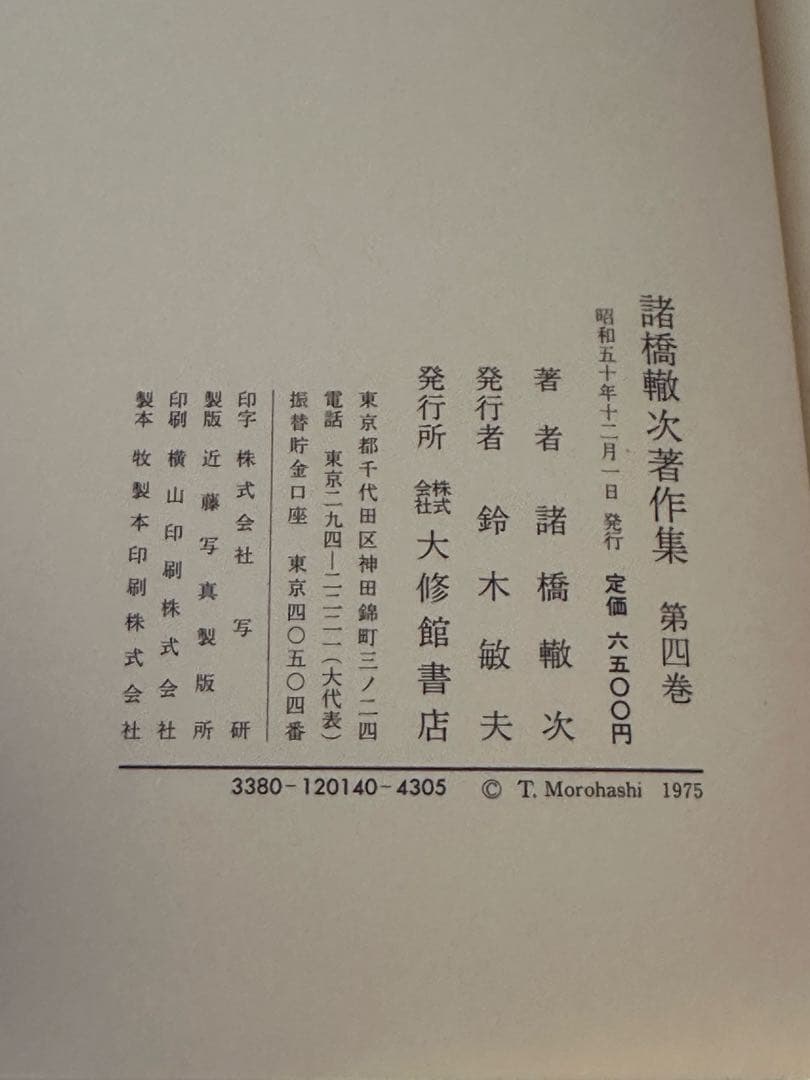 諸橋轍次著作集 第四巻
昭和五十年十二月一日 発行 定価 六五〇〇円
著者 諸橋轍次
発行者 鈴木敏夫
発行所 株式会社 大修館書店
東京都千代田区神田錦町三ノ二四
電話 東京二九四―二二二一(大代表)
振替貯金口座 東京四〇五〇四番
印字 株式会社 写研
製版 近藤写真製版所
印刷 横山印刷株式会社
製本 牧製本印刷株式会社
3380-120140-4305 © T. Morohashi 1975